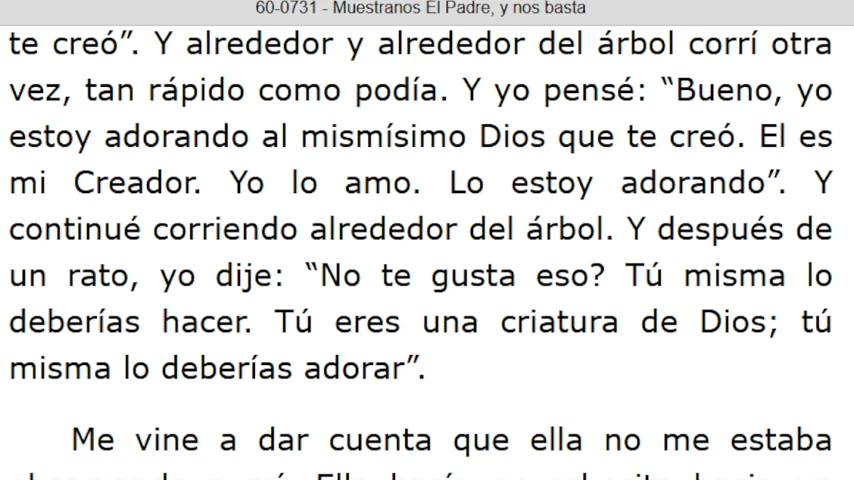 60-0731 - Muestranos El Padre, y nos basta
te creó”. Y alrededor y alrededor del árbol corrí otra
vez, tan rápido como podía. Y yo pensé: “Bueno, yo
estoy adorando al mismísimo Dios que te creó. El es
mi Creador. Yo lo amo. Lo estoy adorando”. Y
continué corriendo alrededor del árbol. Y después de
un rato, yo dije: “No te gusta eso? Tú misma lo
deberías hacer. Tú eres una criatura de Dios; tú
misma lo deberías adorar”.
Me vine a dar cuenta que ella no me estaba